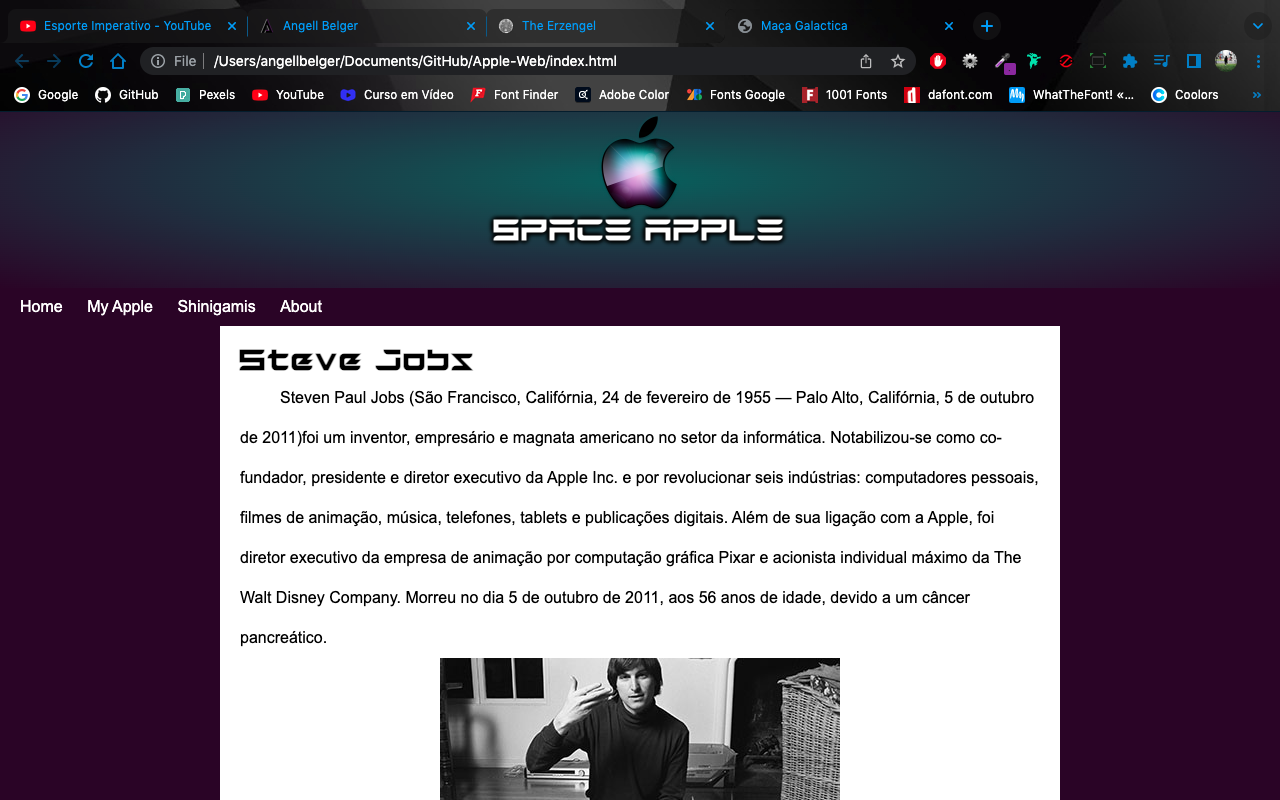 Esporte Imperativo - YouTube
Angell Belger
The Erzengel
Maça Galactica
File
/Users/angellbelger/Documents/GitHub/Apple-Web/index.html
Google
GitHub
Pexels
YouTube
Curso em Vídeo
Font Finder
Adobe Color
Fonts Google
1001 Fonts
dafont.com
WhatTheFont! «...
Coolors
»
SPACE APPLE
Home
My Apple
Shinigamis
About
Steve Jobs
Steven Paul Jobs (São Francisco, Califórnia, 24 de fevereiro de 1955 — Palo Alto, Califórnia, 5 de outubro
de 2011)foi um inventor, empresário e magnata americano no setor da informática. Notabilizou-se como co-
fundador, presidente e diretor executivo da Apple Inc. e por revolucionar seis indústrias: computadores pessoais,
filmes de animação, música, telefones, tablets e publicações digitais. Além de sua ligação com a Apple, foi
diretor executivo da empresa de animação por computação gráfica Pixar e acionista individual máximo da The
Walt Disney Company. Morreu no dia 5 de outubro de 2011, aos 56 anos de idade, devido a um câncer
pancreático.